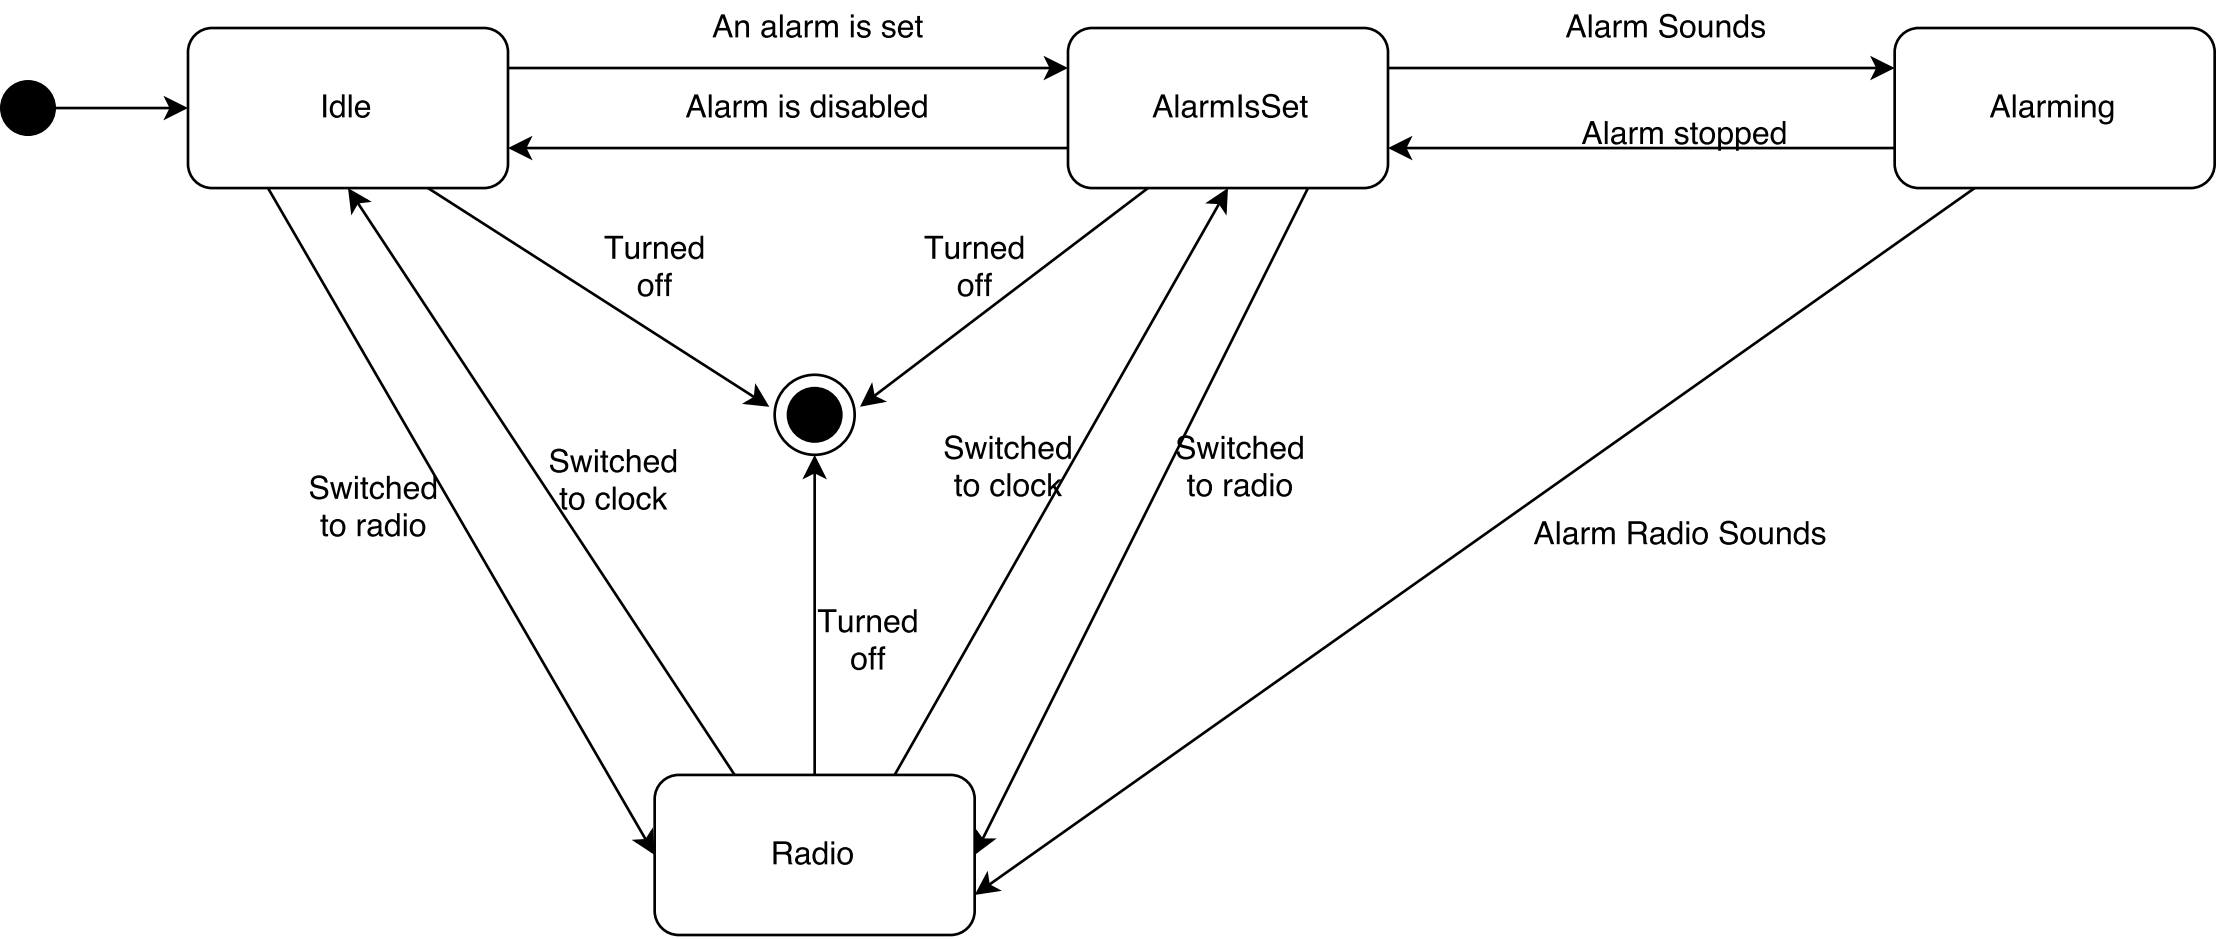 An alarm is set
Alarm Sounds
Idle
Alarm is disabled
AlarmIsSet
Alarming
Alarm stopped
Turned
off
Turned
off
Switched
to radio
Switched
to clock
Switched
to clock
Switched
to radio
Alarm Radio Sounds
Turned
off
Radio